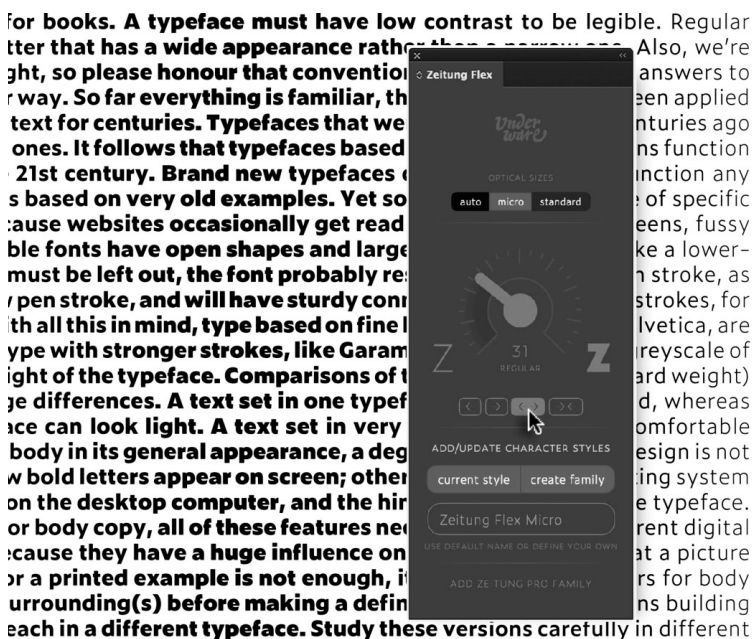 for books. A typeface must have low contrast to be legible. Regular
tter that has a wide appearance rather than a narrow one. Also, we're
ght, so please honour that convention answers to
way. So far everything is familiar, th een applied
text for centuries. Typefaces that we nturies ago
ones. It follows that typefaces based ns function
21st century. Brand new typefaces unction any
s based on very old examples. Yet so of specific
cause websites occasionally get read eens, fussy
ble fonts have open shapes and large ke a lower-
must be left out, the font probably re stroke, as
pen stroke, and will have sturdy conn strokes, for
ith all this in mind, type based on fine lvetica, are
ype with stronger strokes, like Garam greyscale of
ight of the typeface. Comparisons of t ard weight)
ge differences. A text set in one typef d, whereas
ace can look light. A text set in very omfortable
body in its general appearance, a deg esign is not
w bold letters appear on screen; other ting system
on the desktop computer, and the hin e typeface.
or body copy, all of these features nee rent digital
ecause they have a huge influence on at a picture
or a printed example is not enough, it rs for body
urrounding(s) before making a defin ns building
each in a different typeface. Study these versions carefully in different
Zeitung Flex
Underware
OPTICAL SIZES
auto micro standard
Z Z
31
REGULAR
ADD/UPDATE CHARACTER STYLES
current style create family
Zeitung Flex Micro
USE DEFAULT NAME OR DEFINE YOUR OWN
ADD ZEITUNG PRO FAMILY